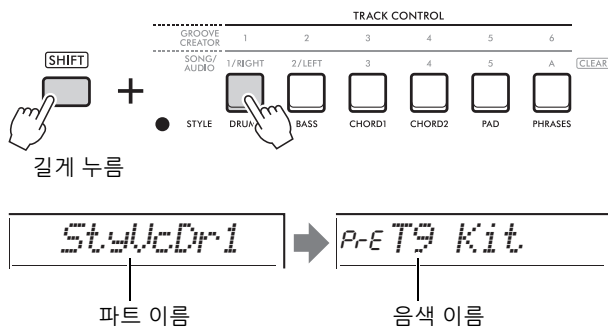 TRACK CONTROL
GROOVE CREATOR 1 2 3 4 5 6
SONG/AUDIO 1/RIGHT 2/LEFT 3 4 5 A CLEAR
SHIFT
STYLE DRUM BASS CHORD1 CHORD2 PAD PHRASES
길게 누름
StyVcDr1
PrE T9 Kit
파트 이름
음색 이름